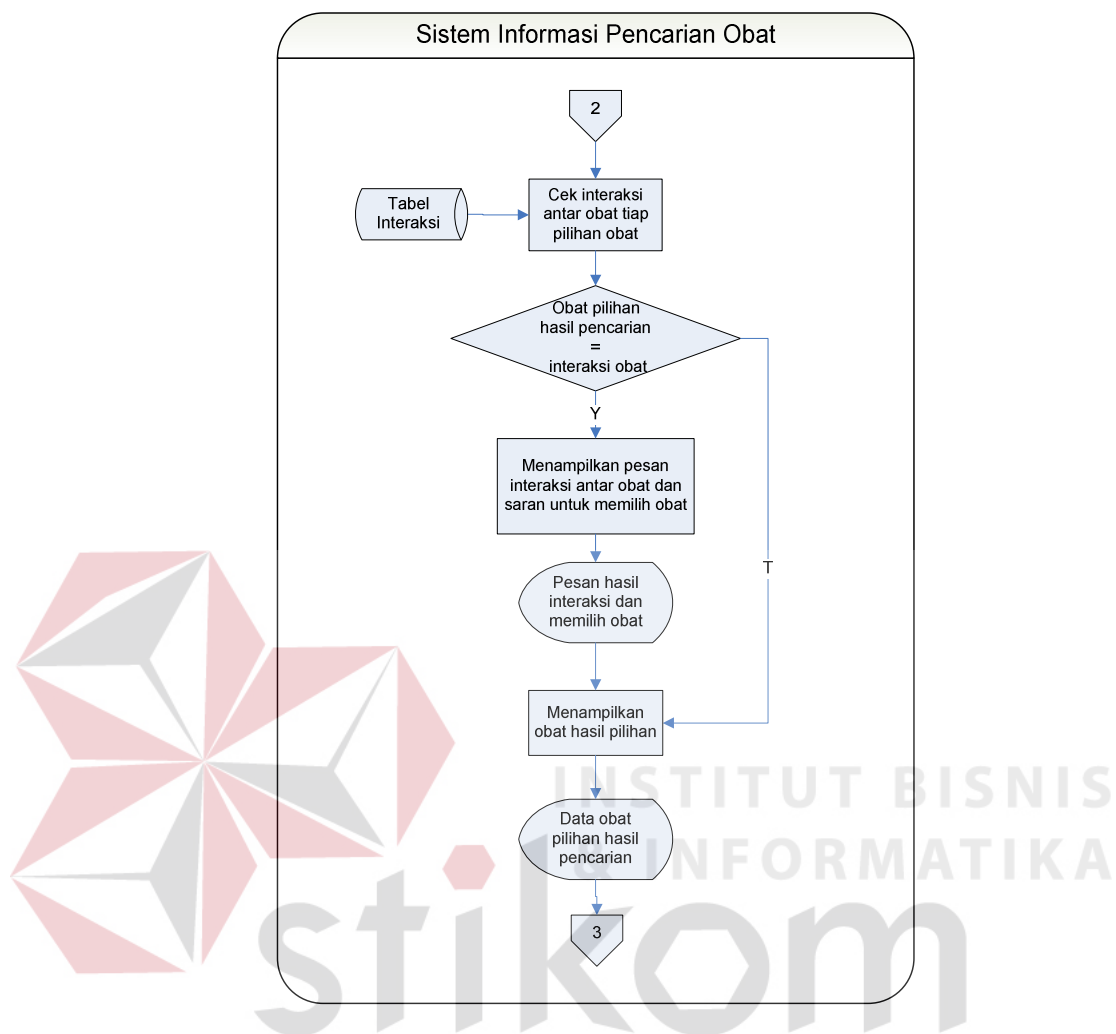 Sistem Informasi Pencarian Obat
2
Cek interaksi
antar obat tiap
pilihan obat
Tabel
Interaksi
Obat pilihan
hasil pencarian
=
interaksi obat
Y
Menampilkan pesan
interaksi antar obat dan
saran untuk memilih obat
T
Pesan hasil
interaksi dan
memilih obat
Menampilkan
obat hasil pilihan
Data obat
pilihan hasil
pencarian
3
INSTITUT BISNIS
& INFORMATIKA
stikom